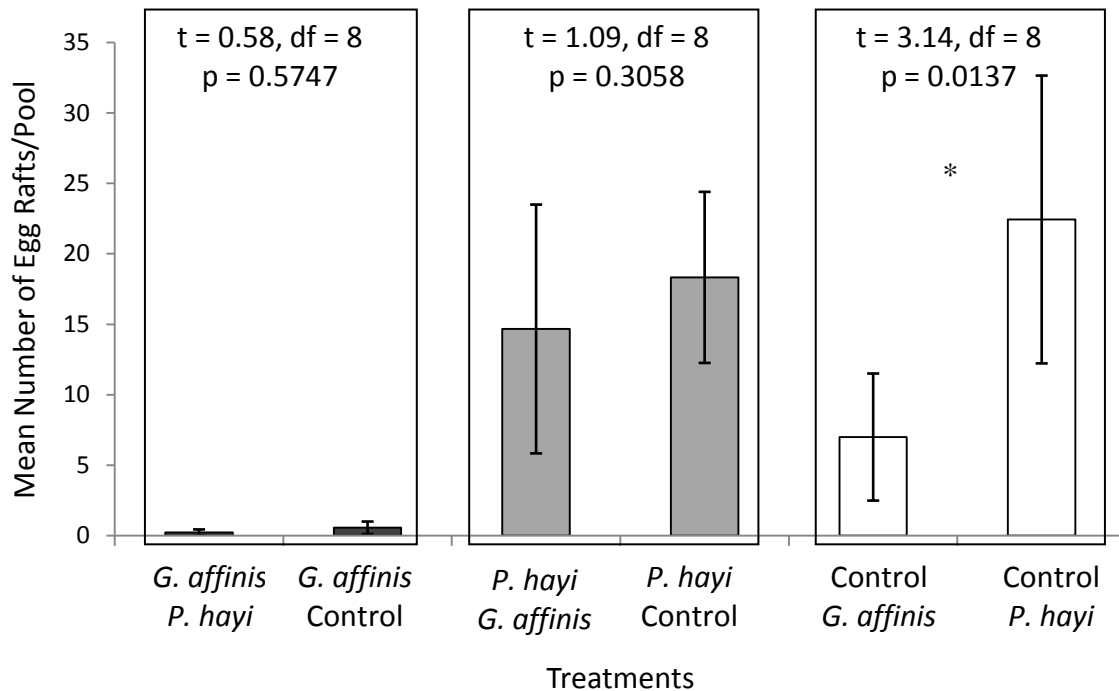 t = 0.58, df = 8
p = 0.5747
t = 1.09, df = 8
p = 0.3058
t = 3.14, df = 8
p = 0.0137
*
Mean Number of Egg Rafts/Pool
35
30
25
20
15
10
5
0
G. affinis
P. hayi
G. affinis
Control
P. hayi
G. affinis
P. hayi
Control
Control
G. affinis
Control
P. hayi
Treatments